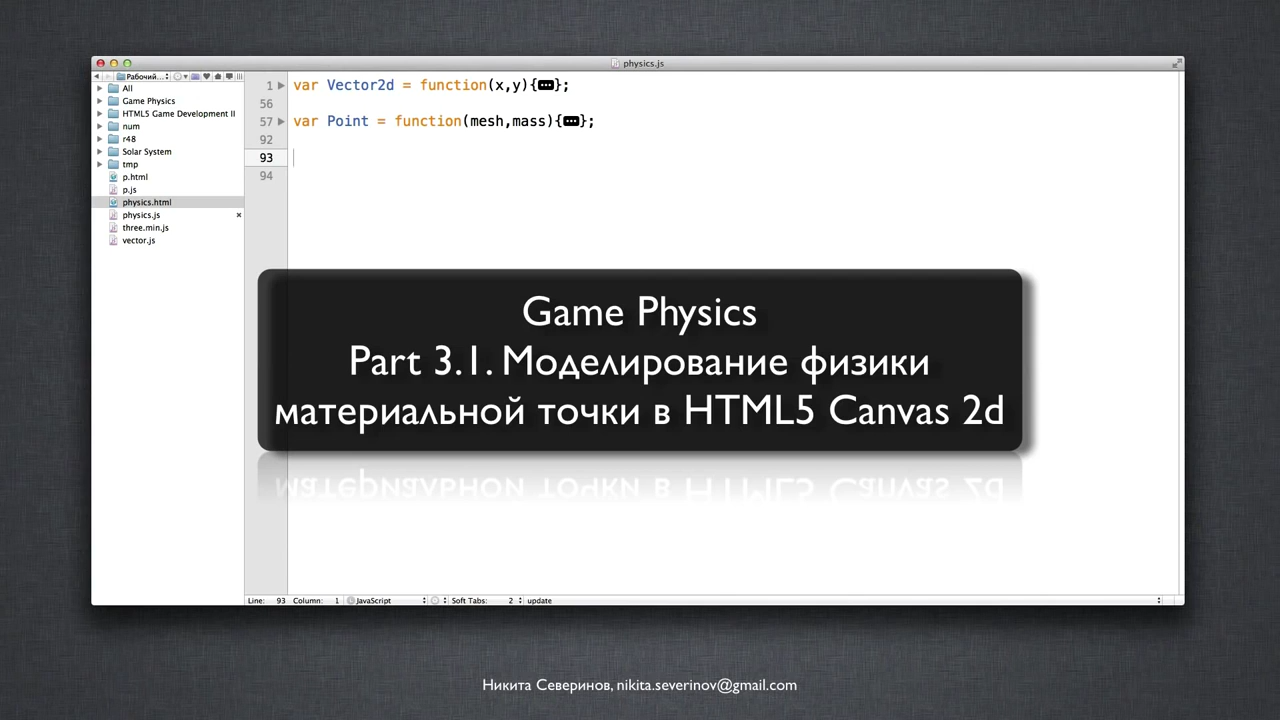 physics.js
Рабочий...
All
Game Physics
HTML5 Game Development II
num
r48
Solar System
tmp
p.html
p.js
physics.html
physics.js
three.min.js
vector.js
1 var Vector2d = function(x,y){...};
56
57 var Point = function(mesh,mass){...};
92
93
94
Game Physics
Part 3.1. Моделирование физики
материальной точки в HTML5 Canvas 2d
Line: 93 Column: 1 JavaScript Soft Tabs: 2 update
Никита Северинов, nikita.severinov@gmail.com